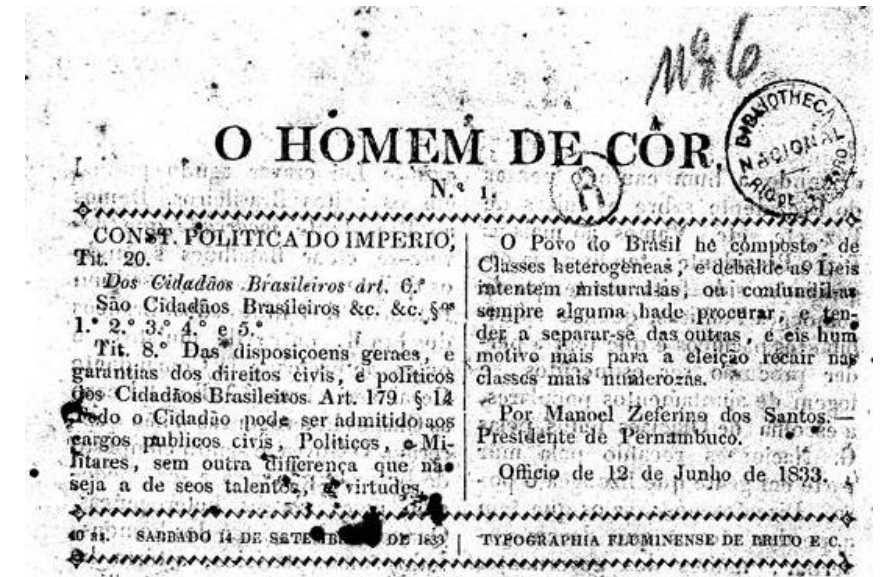 Nº 6
BIBLIOTHECA NACIONAL
RIO DE JANEIRO
O HOMEM DE CÔR,
N.º 1.
CONST. POLITICA DO IMPERIO,
Tit. 20.
Dos Cidadãos Brasileiros art. 6.º
São Cidadãos Brasileiros &c. &c. §ᵒˢ
1.º 2.º 3.º 4.º e 5.º
Tit. 8.º Das disposiçoens geraes, e
garantias dos direitos civis, e politicos
dos Cidadãos Brasileiros. Art. 179 § 14
Todo o Cidadão pode ser admitido aos
cargos publicos civis, Politicos, e Mi-
litares, sem outra differença que não
seja a de seos talentos, e virtudes.
O Povo do Brasil he composto de
Classes heterogeneas, e debalde as Leis
intentem mistural-as, ou confundil-as
sempre alguma hade procurar, e ten-
der a separar-se das outras, e eis hum
motivo mais para a eleição recair nas
classes mais numerozas.
Por Manoel Zeferino dos Santos.—
Presidente de Pernambuco.
Officio de 12 de Junho de 1833.
SABBADO 14 DE SETEMBRO DE 1833
TYPOGRAPHIA FLUMINENSE DE BRITO E C.